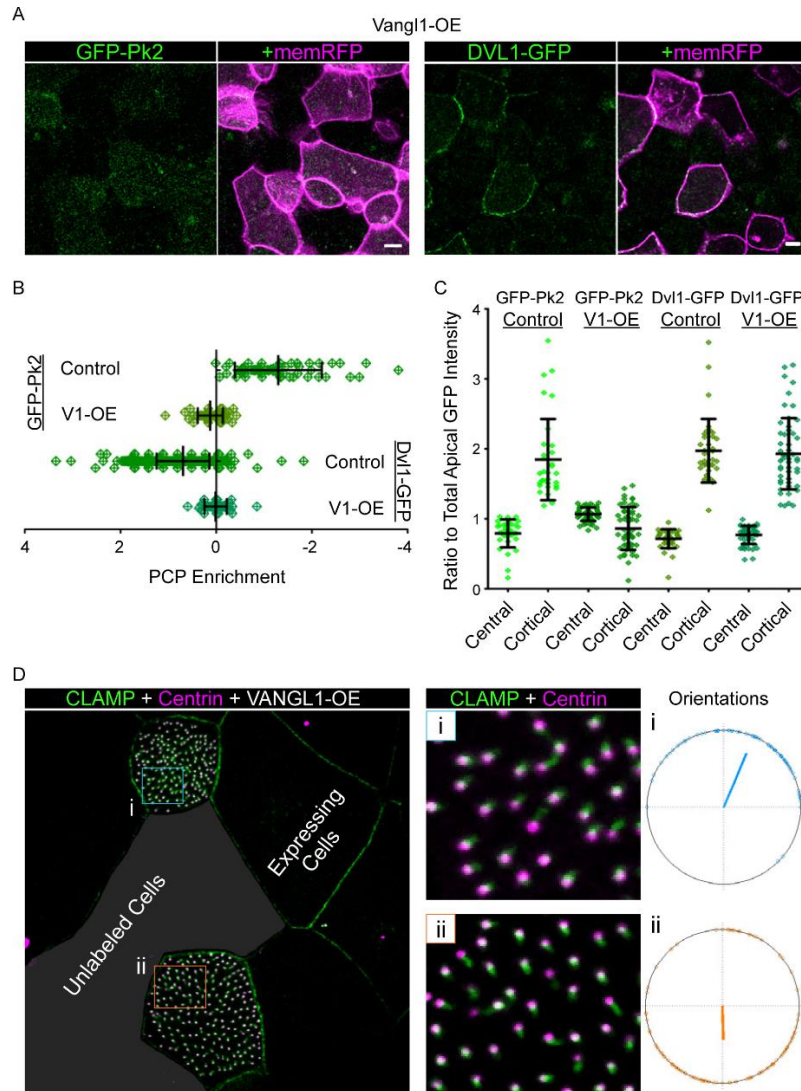 A
Vangl1-OE
GFP-Pk2
+memRFP
DVL1-GFP
+memRFP
B
GFP-Pk2
Control
V1-OE
Control
V1-OE
Dvl1-GFP
4
2
0
-2
-4
PCP Enrichment
C
GFP-Pk2 GFP-Pk2 Dvl1-GFP Dvl1-GFP
Control V1-OE Control V1-OE
Ratio to Total Apical GFP Intensity
4
3
2
1
0
Central
Cortical
Central
Cortical
Central
Cortical
Central
Cortical
D
CLAMP + Centrin + VANGL1-OE
i
Expressing
Cells
Unlabeled Cells
ii
CLAMP + Centrin
i
ii
Orientations
i
ii